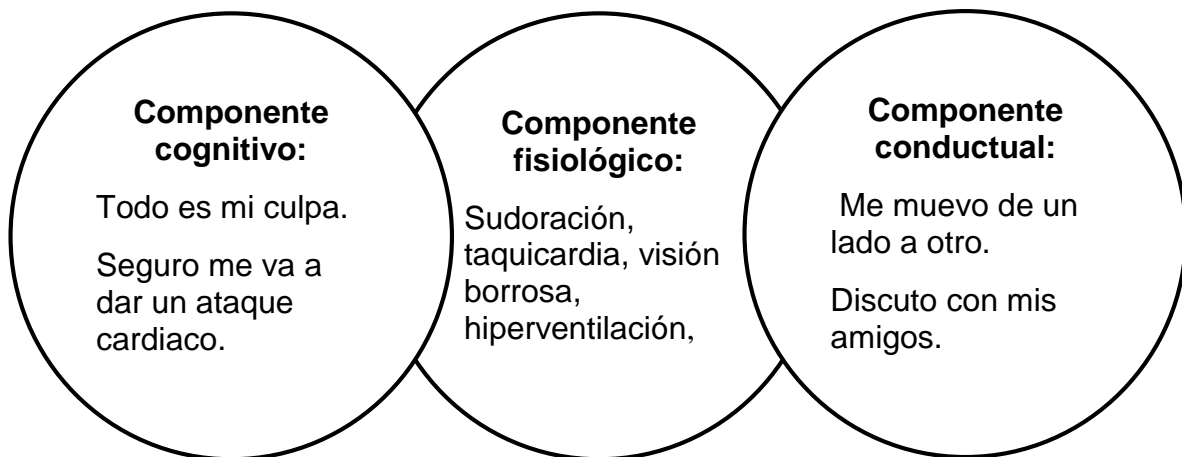 Componente
cognitivo:
Todo es mi culpa.
Seguro me va a
dar un ataque
cardiaco.
Componente
fisiológico:
Sudoración,
taquicardia, visión
borrosa,
hiperventilación,
Componente
conductual:
Me muevo de un
lado a otro.
Discuto con mis
amigos.